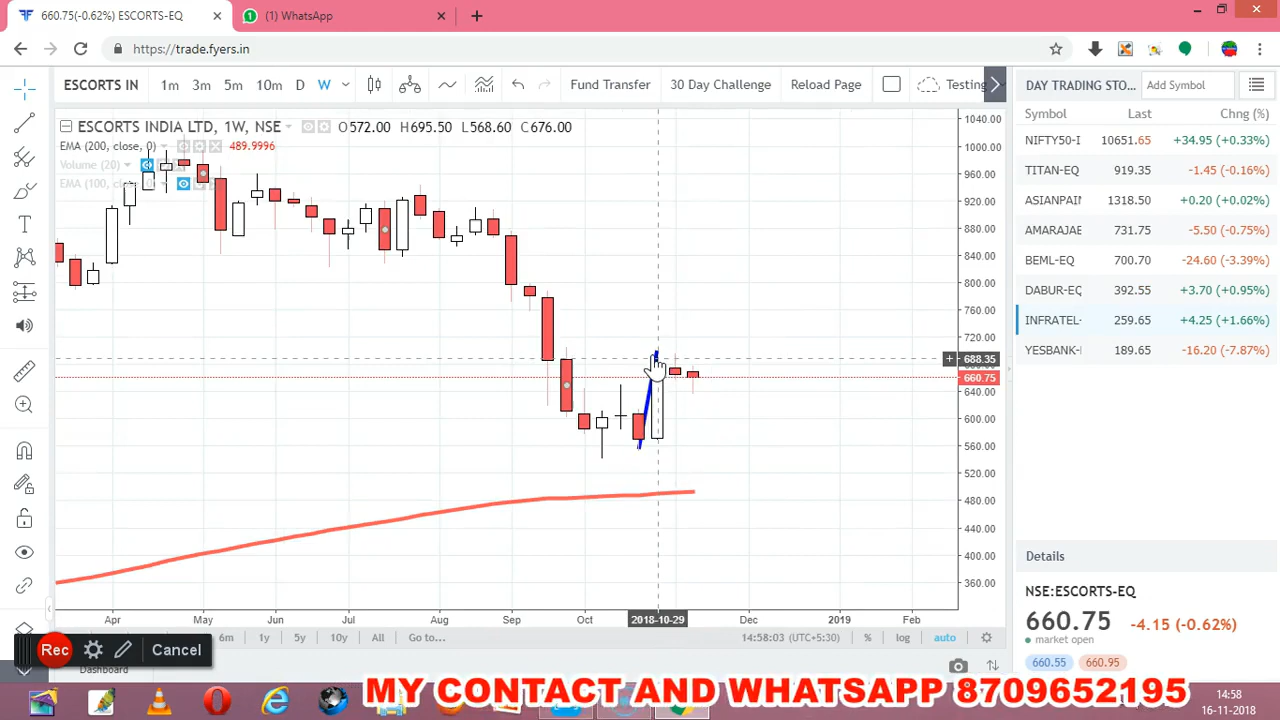 660.75(-0.62%) ESCORTS-EQ
(1) WhatsApp
https://trade.fyers.in
ESCORTS IN 1m 3m 5m 10m D W Fund Transfer 30 Day Challenge Reload Page Testing
DAY TRADING STO... Add Symbol
Symbol Last Chng (%)
NIFTY50-I 10651.65 +34.95 (+0.33%)
TITAN-EQ 919.35 -1.45 (-0.16%)
ASIANPAIN 1318.50 +0.20 (+0.02%)
AMARAJAE 731.75 -5.50 (-0.75%)
BEML-EQ 700.70 -24.60 (-3.39%)
DABUR-EQ 392.55 +3.70 (+0.95%)
INFRATEL- 259.65 +4.25 (+1.66%)
YESBANK-I 189.65 -16.20 (-7.87%)
ESCORTS INDIA LTD, 1W, NSE O572.00 H695.50 L568.60 C676.00
EMA (200, close, 0) 489.9996
Volume (20)
EMA (100, close, 0)
1040.00
1000.00
960.00
920.00
880.00
840.00
800.00
760.00
720.00
688.35
660.75
640.00
600.00
560.00
520.00
480.00
440.00
400.00
360.00
Apr May Jun Jul Aug Sep Oct 2018-10-29 Dec 2019 Feb
6m 1y 5y 10y All Go to... 14:58:03 (UTC+5:30) % log auto
Details
NSE:ESCORTS-EQ
660.75 -4.15 (-0.62%)
market open
660.55 660.95
Rec Cancel
Dashboard
MY CONTACT AND WHATSAPP 8709652195
14:58
16-11-2018